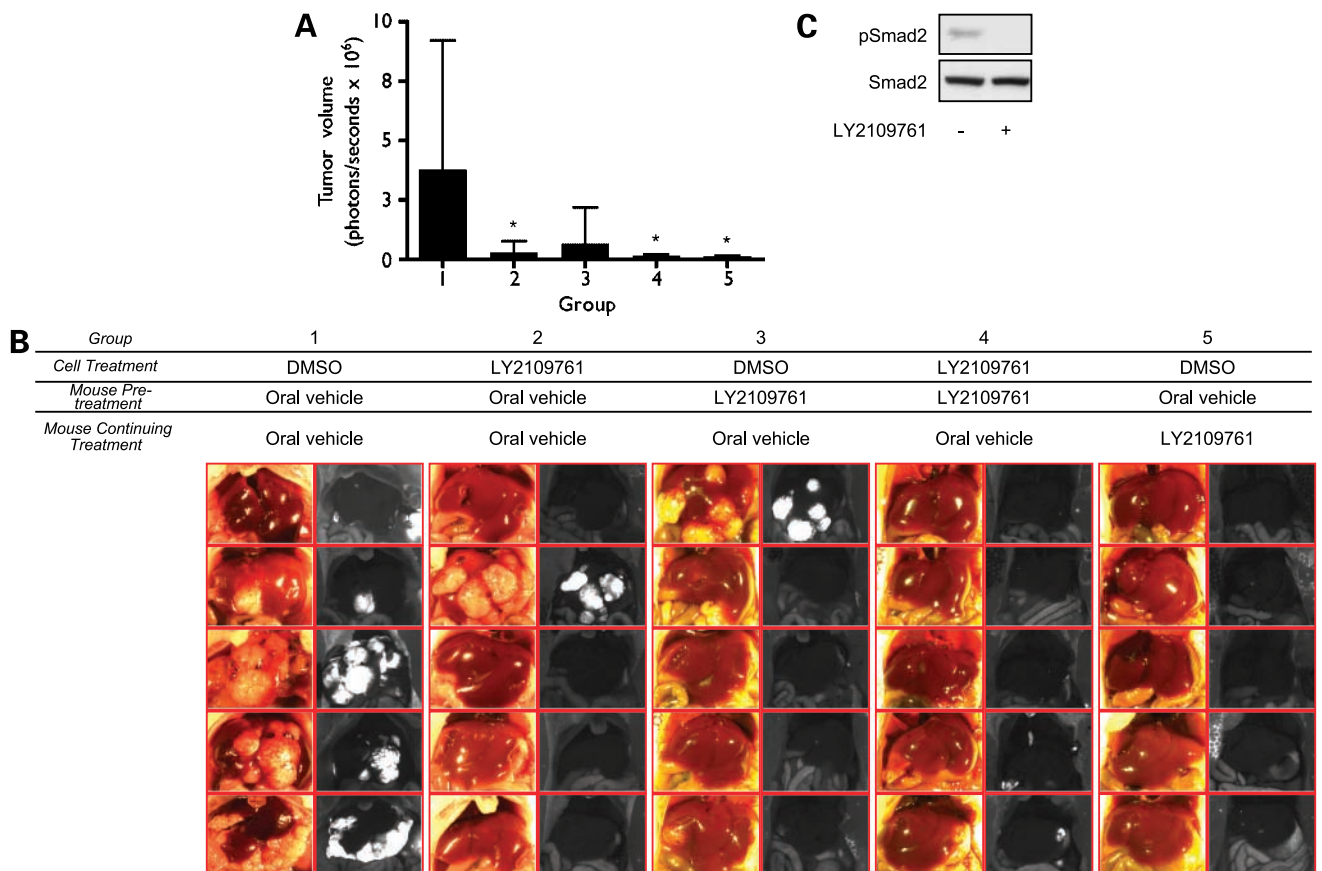 A
Tumor volume
(photons/seconds x 10⁶)
10
8
5
3
0
*
*
*
1 2 3 4 5
Group
C
pSmad2
Smad2
LY2109761 - +
B
Group 1 2 3 4 5
Cell Treatment DMSO LY2109761 DMSO LY2109761 DMSO
Mouse Pre-
treatment Oral vehicle Oral vehicle LY2109761 LY2109761 Oral vehicle
Mouse Continuing
Treatment Oral vehicle Oral vehicle Oral vehicle Oral vehicle LY2109761